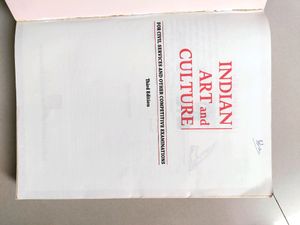 INDIAN
ART and
CULTURE
FOR CIVIL SERVICES AND OTHER COMPETITIVE EXAMINATIONS
Third Edition